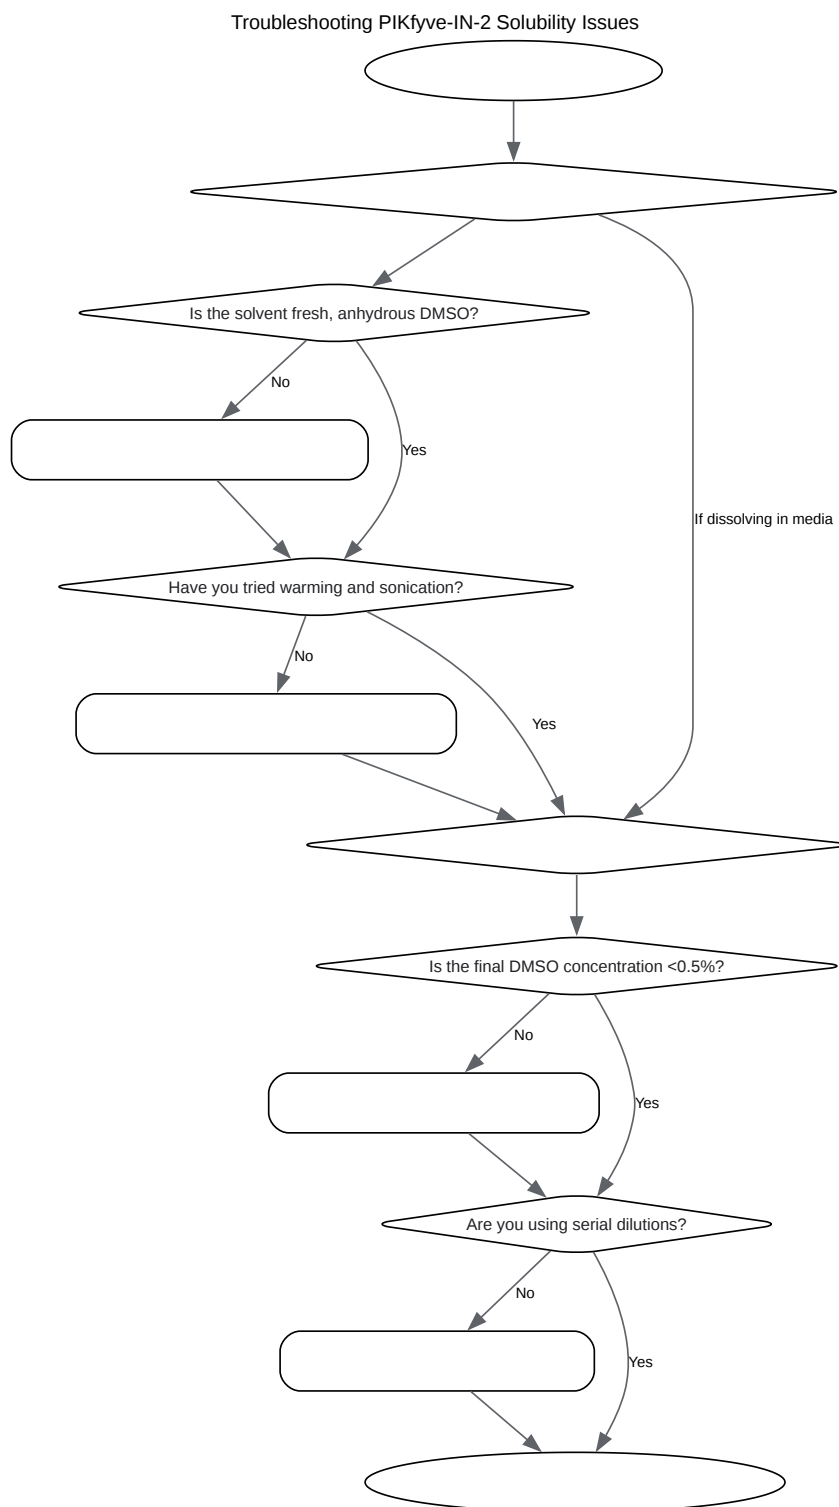 Troubleshooting PIKfyve-IN-2 Solubility Issues
Is the solvent fresh, anhydrous DMSO?
No
Yes
If dissolving in media
Have you tried warming and sonication?
No
Yes
Is the final DMSO concentration <0.5%?
No
Yes
Are you using serial dilutions?
No
Yes